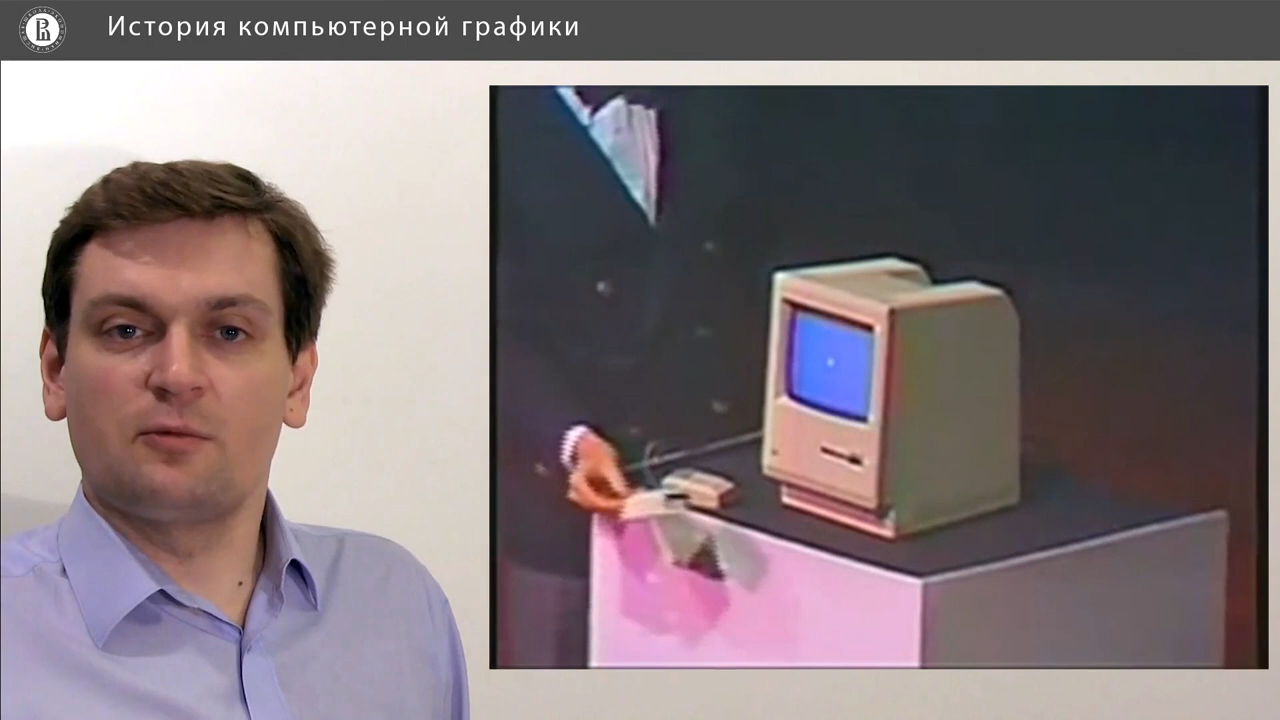 История компьютерной графики